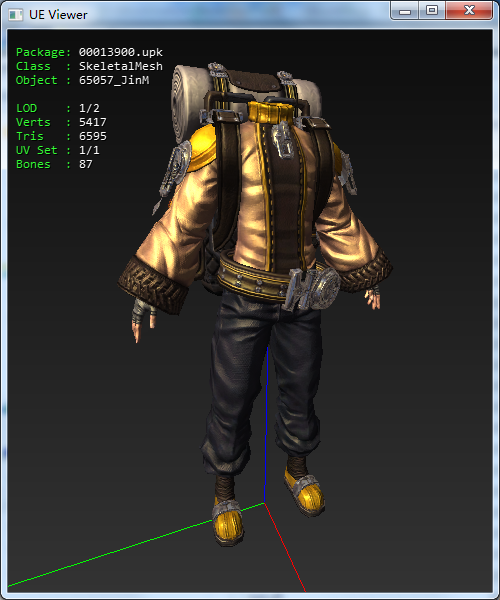 UE Viewer
Package: 00013900.upk
Class : SkeletalMesh
Object : 65057_JinM
LOD : 1/2
Verts : 5417
Tris : 6595
UV Set : 1/1
Bones : 87